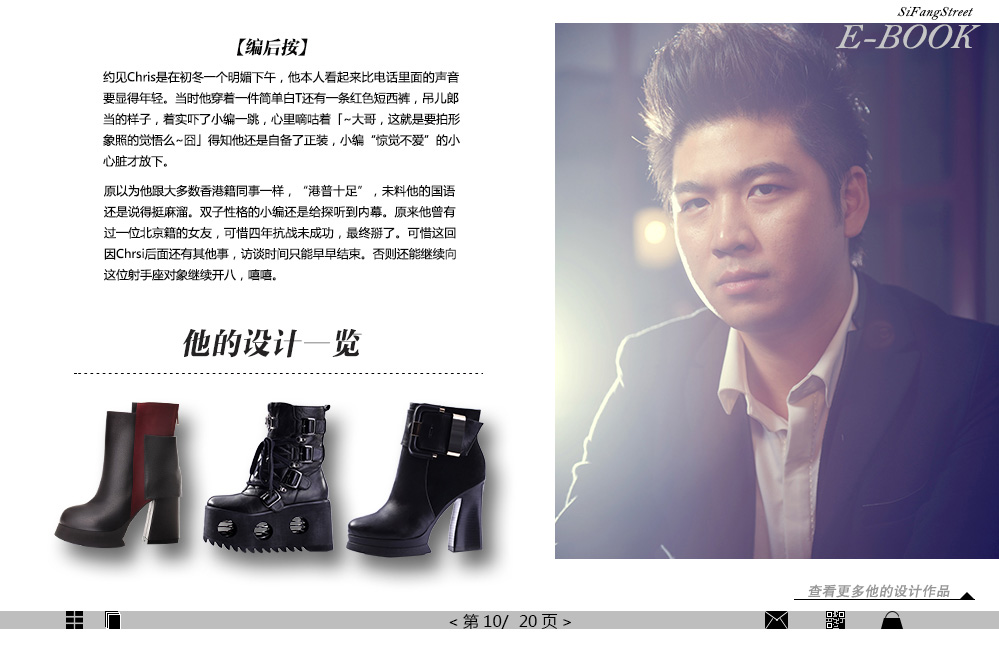 SiFangStreet
E-BOOK
【编后按】
约见Chris是在初冬一个明媚下午，他本人看起来比电话里面的声音
要显得年轻。当时他穿着一件简单白T还有一条红色短西裤，吊儿郎
当的样子，着实吓了小编一跳，心里嘀咕着「~大哥，这就是要拍形
象照的觉悟么~囧」得知他还是自备了正装，小编“惊觉不爱”的小
心脏才放下。
原以为他跟大多数香港籍同事一样，“港普十足”，未料他的国语
还是说得挺麻溜。双子性格的小编还是给探听到内幕。原来他曾有
过一位北京籍的女友，可惜四年抗战未成功，最终掰了。可惜这回
因Chrsi后面还有其他事，访谈时间只能早早结束。否则还能继续向
这位射手座对象继续开八，嘻嘻。
他的设计一览
查看更多他的设计作品
< 第 10/ 20 页 >